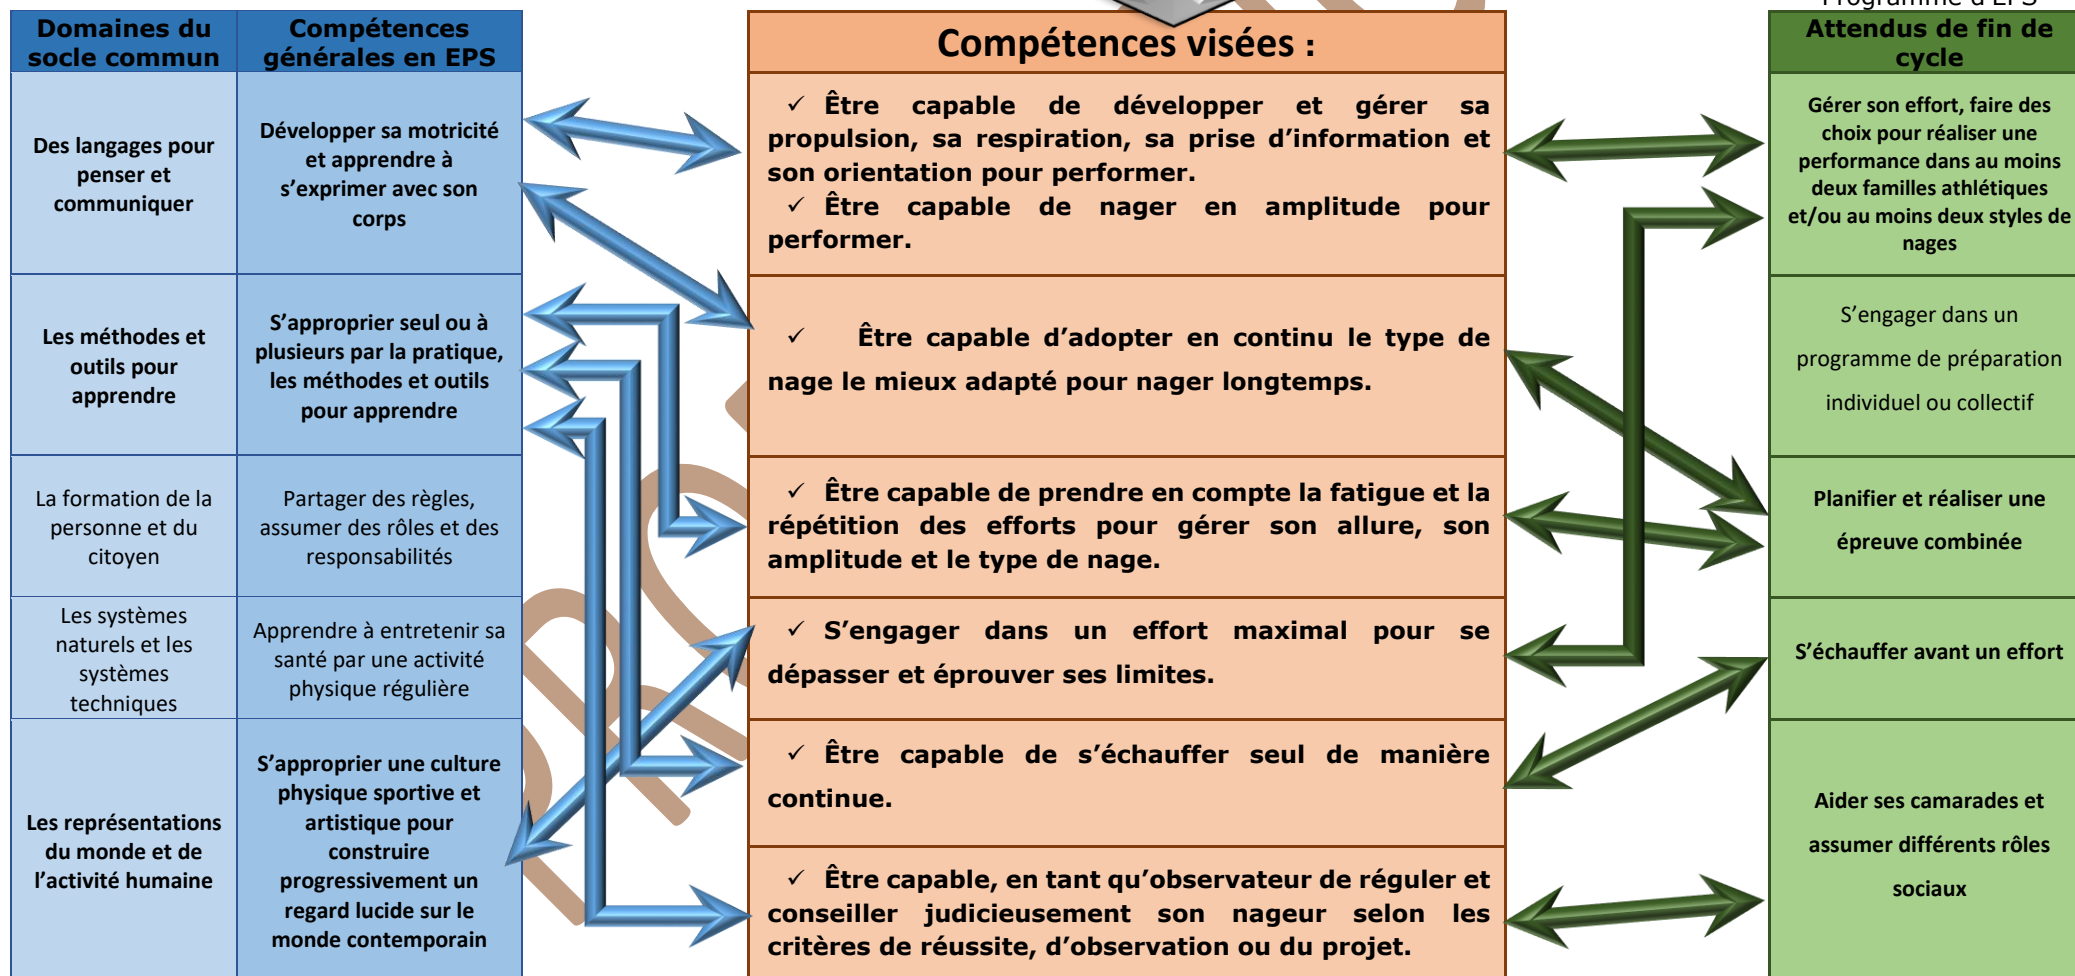 Programme d'EPS
Domaines du
socle commun
Compétences
générales en EPS
Des langages pour
penser et
communiquer
Développer sa motricité
et apprendre à
s'exprimer avec son
corps
Les méthodes et
outils pour
apprendre
S'approprier seul ou à
plusieurs par la pratique,
les méthodes et outils
pour apprendre
La formation de la
personne et du
citoyen
Partager des règles,
assumer des rôles et des
responsabilités
Les systèmes
naturels et les
systèmes
techniques
Apprendre à entretenir sa
santé par une activité
physique régulière
Les représentations
du monde et de
l'activité humaine
S'approprier une culture
physique sportive et
artistique pour
construire
progressivement un
regard lucide sur le
monde contemporain
Compétences visées :
✓ Être capable de développer et gérer sa
propulsion, sa respiration, sa prise d'information et
son orientation pour performer.
✓ Être capable de nager en amplitude pour
performer.
✓ Être capable d'adopter en continu le type de
nage le mieux adapté pour nager longtemps.
✓ Être capable de prendre en compte la fatigue et la
répétition des efforts pour gérer son allure, son
amplitude et le type de nage.
✓ S'engager dans un effort maximal pour se
dépasser et éprouver ses limites.
✓ Être capable de s'échauffer seul de manière
continue.
✓ Être capable, en tant qu'observateur de réguler et
conseiller judicieusement son nageur selon les
critères de réussite, d'observation ou du projet.
Attendus de fin de
cycle
Gérer son effort, faire des
choix pour réaliser une
performance dans au moins
deux familles athlétiques
et/ou au moins deux styles de
nages
S'engager dans un
programme de préparation
individuel ou collectif
Planifier et réaliser une
épreuve combinée
S'échauffer avant un effort
Aider ses camarades et
assumer différents rôles
sociaux